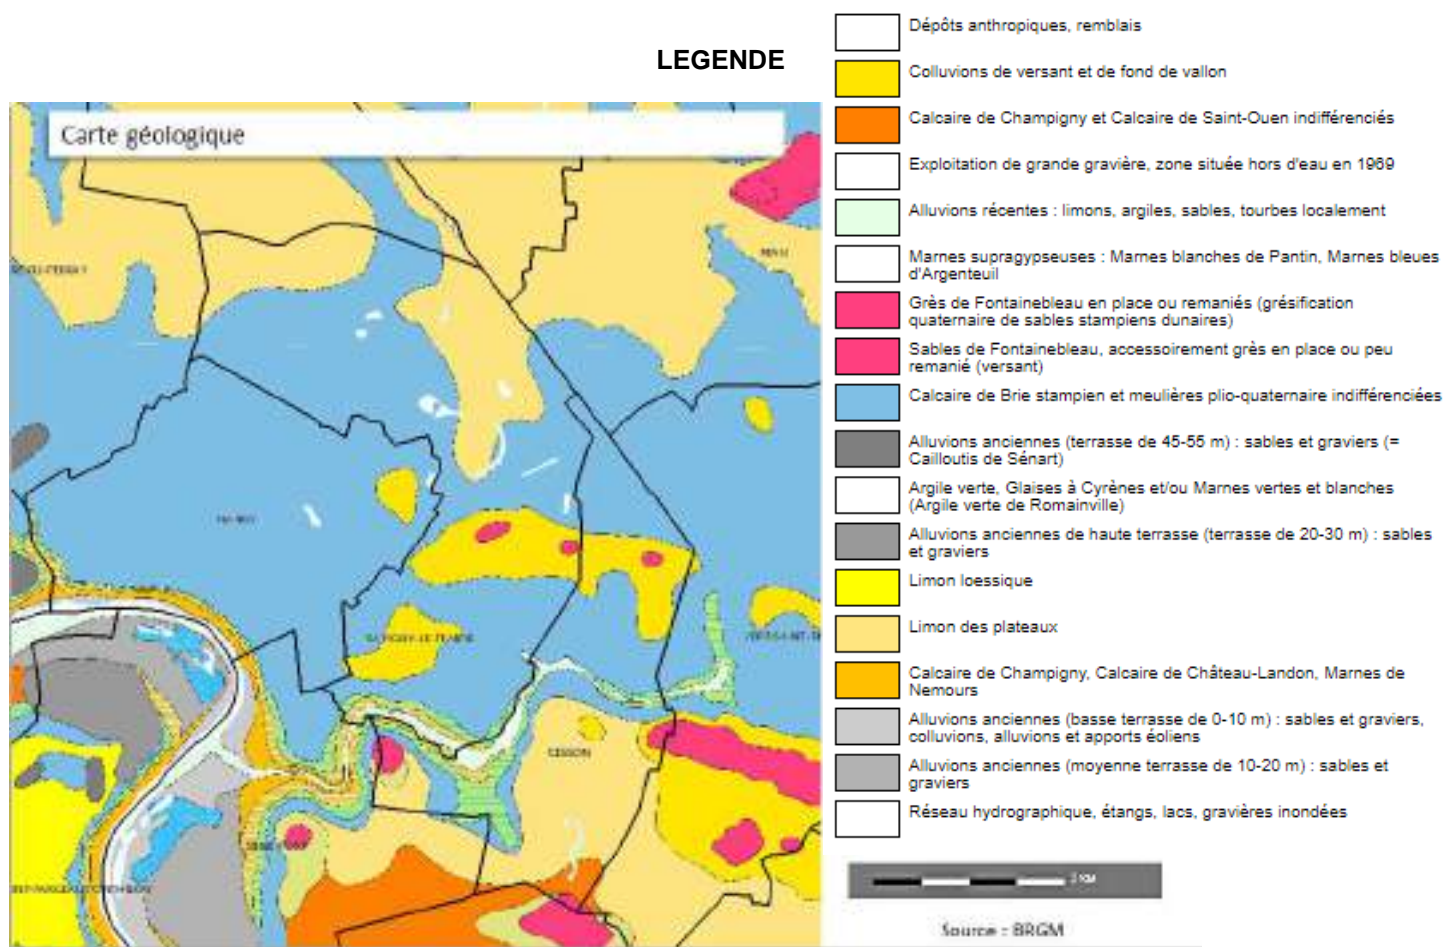 LEGENDE
Carte géologique
NANDY
SAVIGNY-LE-TEMPLE
CESSON
Dépôts anthropiques, remblais
Colluvions de versant et de fond de vallon
Calcaire de Champigny et Calcaire de Saint-Ouen indifférenciés
Exploitation de grande gravière, zone située hors d'eau en 1969
Alluvions récentes : limons, argiles, sables, tourbes localement
Marnes supragypseuses : Marnes blanches de Pantin, Marnes bleues
d'Argenteuil
Grès de Fontainebleau en place ou remaniés (grésification
quaternaire de sables stampiens dunaires)
Sables de Fontainebleau, accessoirement grès en place ou peu
remanié (versant)
Calcaire de Brie stampien et meulières plio-quaternaire indifférenciées
Alluvions anciennes (terrasse de 45-55 m) : sables et graviers (=
Cailloutis de Sénart)
Argile verte, Glaises à Cyrènes et/ou Marnes vertes et blanches
(Argile verte de Romainville)
Alluvions anciennes de haute terrasse (terrasse de 20-30 m) : sables
et graviers
Limon loessique
Limon des plateaux
Calcaire de Champigny, Calcaire de Château-Landon, Marnes de
Nemours
Alluvions anciennes (basse terrasse de 0-10 m) : sables et graviers,
colluvions, alluvions et apports éoliens
Alluvions anciennes (moyenne terrasse de 10-20 m) : sables et
graviers
Réseau hydrographique, étangs, lacs, gravières inondées
Source : BRGM